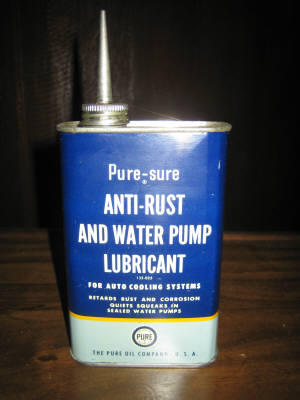 Pure-sure
®
ANTI-RUST
AND WATER PUMP
LUBRICANT
FOR AUTO COOLING SYSTEMS
RETARDS RUST AND CORROSION
QUIETS SQUEAKS IN
SEALED WATER PUMPS
PURE
THE PURE OIL COMPANY, U. S. A.